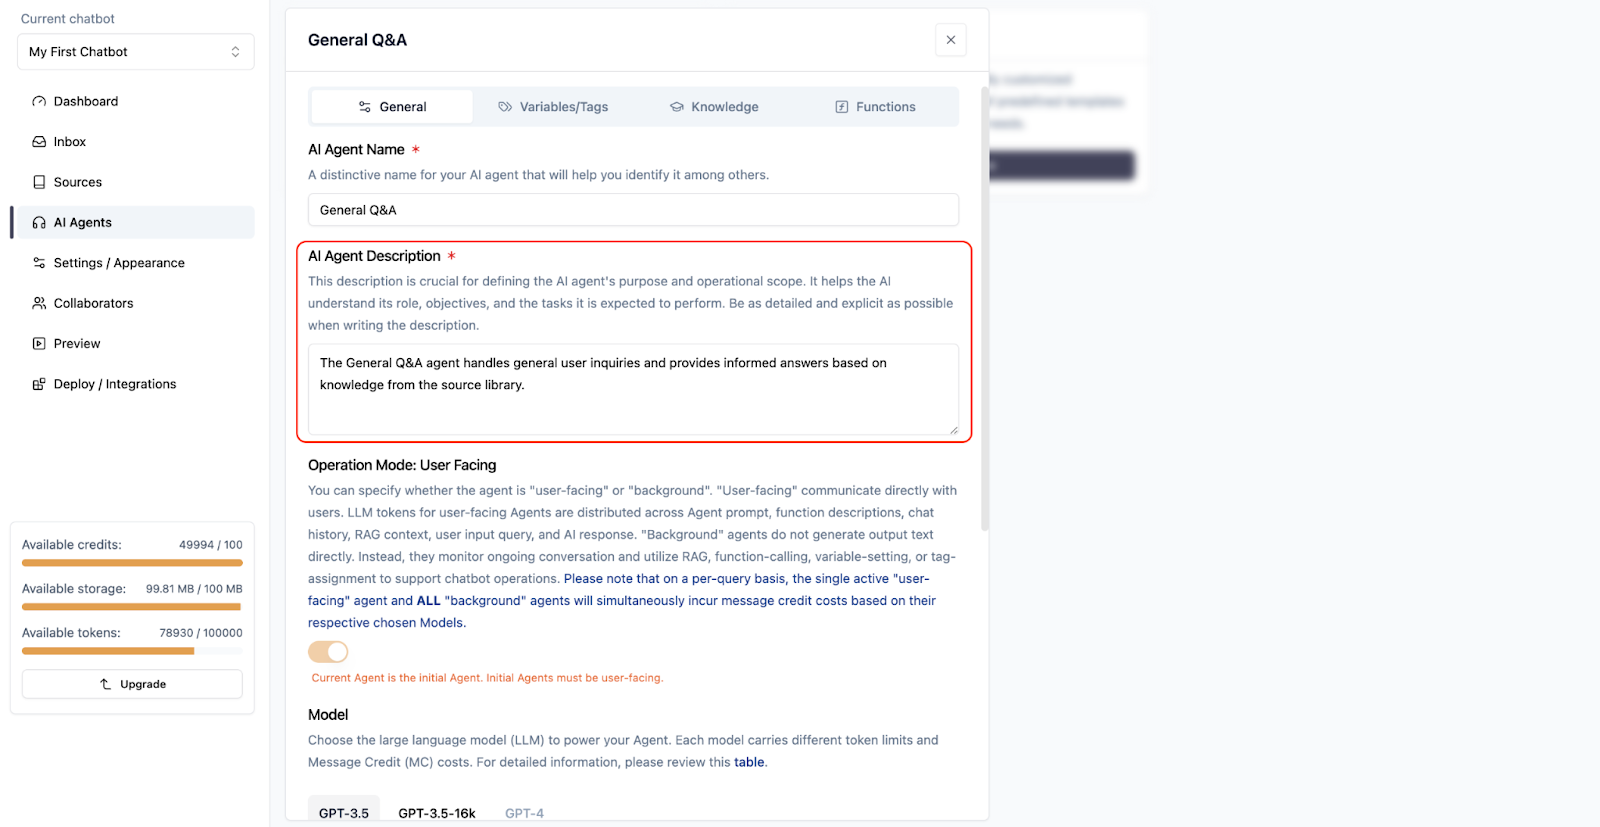 Current chatbot
My First Chatbot
Dashboard
Inbox
Sources
AI Agents
Settings / Appearance
Collaborators
Preview
Deploy / Integrations
Available credits: 49994 / 100
Available storage: 99.81 MB / 100 MB
Available tokens: 78930 / 100000
Upgrade
General Q&A
General Variables/Tags Knowledge Functions
AI Agent Name *
A distinctive name for your AI agent that will help you identify it among others.
General Q&A
AI Agent Description *
This description is crucial for defining the AI agent's purpose and operational scope. It helps the AI
understand its role, objectives, and the tasks it is expected to perform. Be as detailed and explicit as possible
when writing the description.
The General Q&A agent handles general user inquiries and provides informed answers based on
knowledge from the source library.
Operation Mode: User Facing
You can specify whether the agent is "user-facing" or "background". "User-facing" communicate directly with
users. LLM tokens for user-facing Agents are distributed across Agent prompt, function descriptions, chat
history, RAG context, user input query, and AI response. "Background" agents do not generate output text
directly. Instead, they monitor ongoing conversation and utilize RAG, function-calling, variable-setting, or tag-
assignment to support chatbot operations. Please note that on a per-query basis, the single active "user-
facing" agent and ALL "background" agents will simultaneously incur message credit costs based on their
respective chosen Models.
Current Agent is the initial Agent. Initial Agents must be user-facing.
Model
Choose the large language model (LLM) to power your Agent. Each model carries different token limits and
Message Credit (MC) costs. For detailed information, please review this table.
GPT-3.5 GPT-3.5-16k GPT-4
customized
predefined templates